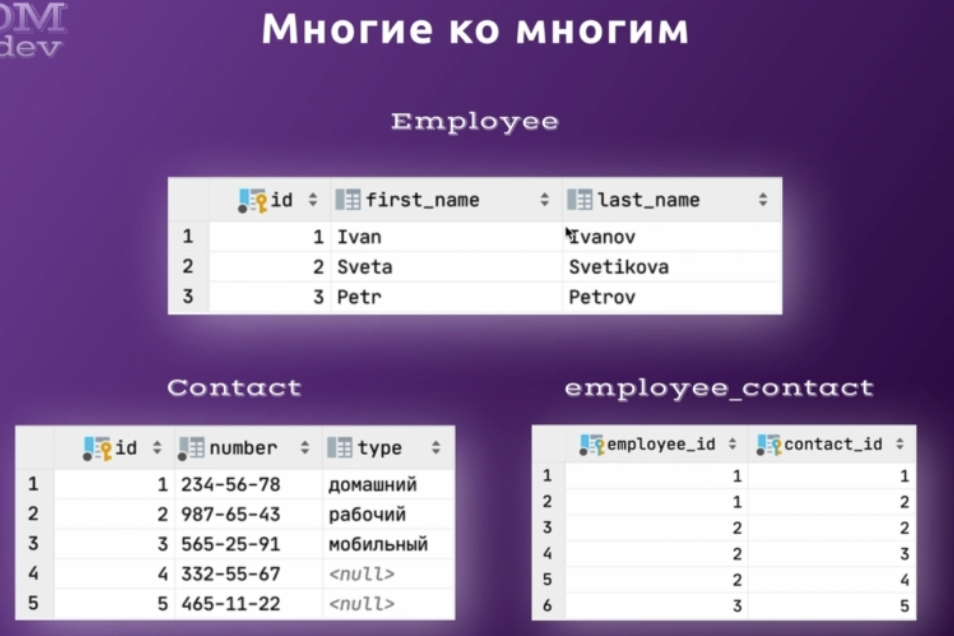 DM
dev
Многие ко многим
Employee
id first_name last_name
1 1 Ivan Ivanov
2 2 Sveta Svetikova
3 3 Petr Petrov
Contact
id number type
1 1 234-56-78 домашний
2 2 987-65-43 рабочий
3 3 565-25-91 мобильный
4 4 332-55-67 <null>
5 5 465-11-22 <null>
employee_contact
employee_id contact_id
1 1 1
2 1 2
3 2 2
4 2 3
5 2 4
6 3 5